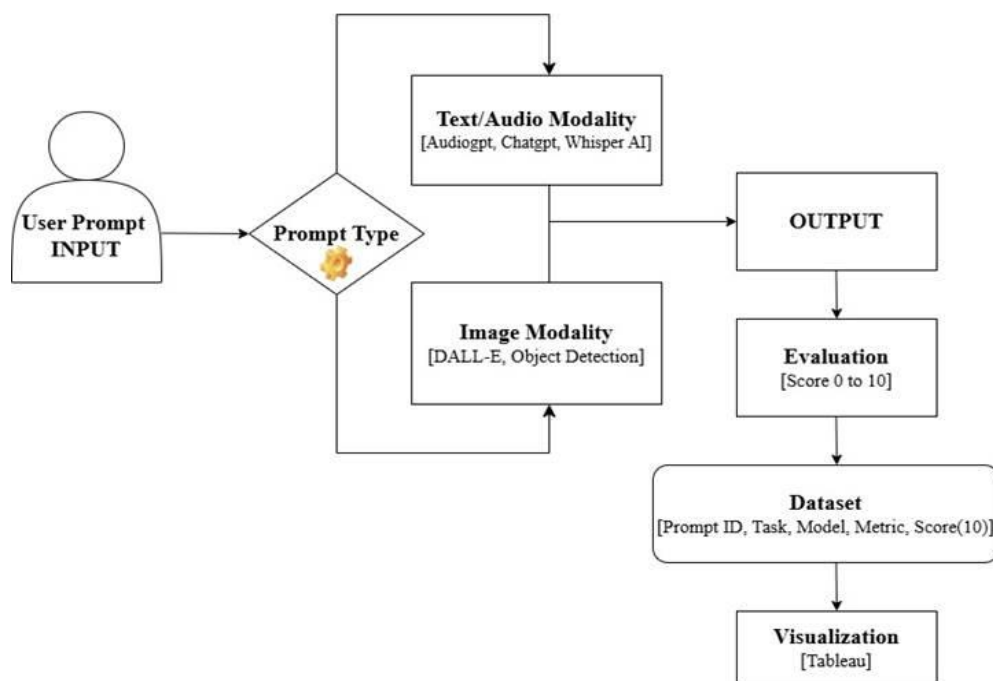 User Prompt
INPUT
Prompt Type
Text/Audio Modality
[Audiogpt, Chatgpt, Whisper AI]
Image Modality
[DALL-E, Object Detection]
OUTPUT
Evaluation
[Score 0 to 10]
Dataset
[Prompt ID, Task, Model, Metric, Score(10)]
Visualization
[Tableau]